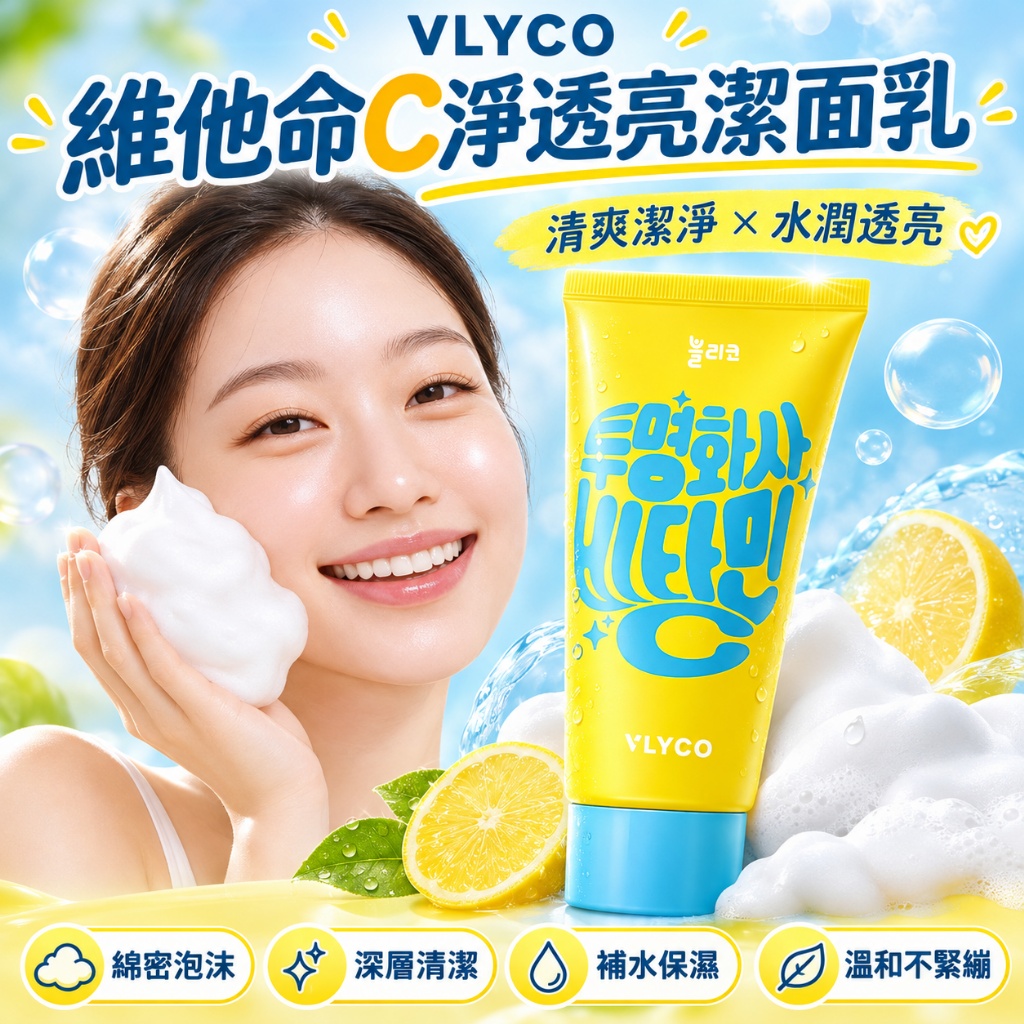 VLYCO
維他命C淨透亮潔面乳
清爽潔淨 × 水潤透亮
볼리코
투명화사
비타민
C
VLYCO
綿密泡沫
深層清潔
補水保濕
溫和不緊繃